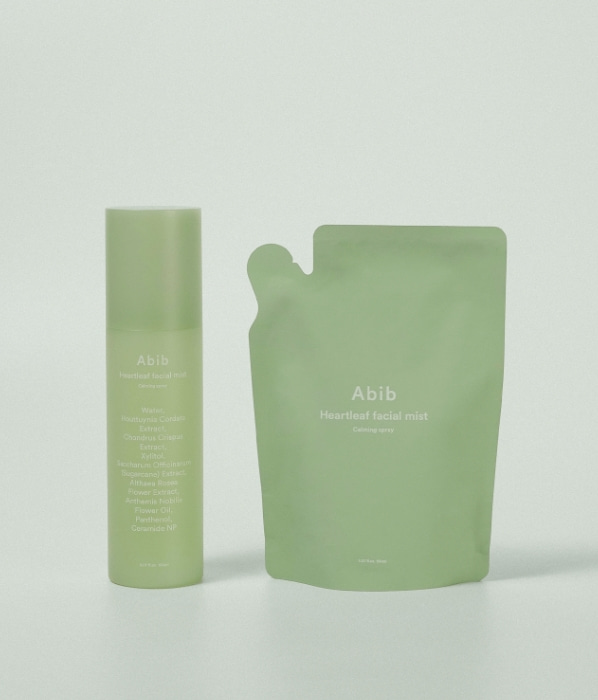 Abib
Heartleaf facial mist
Calming spray
Water,
Houttuynia Cordata
Extract,
Chondrus Crispus
Extract,
Xylitol,
Saccharum Officinarum
(Sugarcane) Extract,
Althaea Rosea
Flower Extract,
Anthemis Nobilis
Flower Oil,
Panthenol,
Ceramide NP
Abib
Heartleaf facial mist
Calming spray